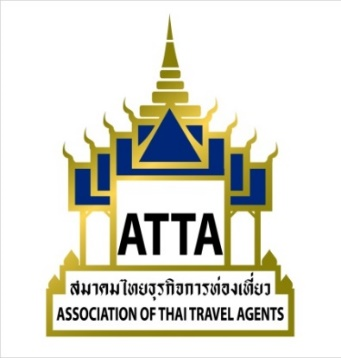 ATTA
สมาคมไทยธุรกิจการท่องเที่ยว
ASSOCIATION OF THAI TRAVEL AGENTS